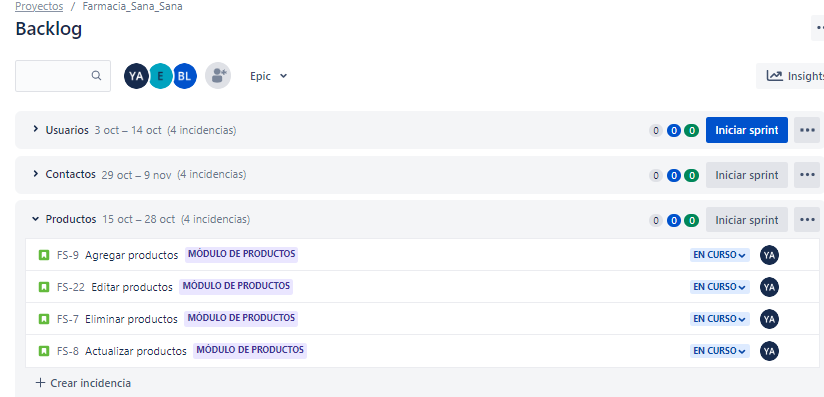 Proyectos / Farmacia_Sana_Sana
Backlog
YA E BL Epic Insights
Usuarios 3 oct – 14 oct (4 incidencias) 0 0 0 Iniciar sprint
Contactos 29 oct – 9 nov (4 incidencias) 0 0 0 Iniciar sprint
Productos 15 oct – 28 oct (4 incidencias) 0 0 0 Iniciar sprint
FS-9 Agregar productos MÓDULO DE PRODUCTOS EN CURSO YA
FS-22 Editar productos MÓDULO DE PRODUCTOS EN CURSO YA
FS-7 Eliminar productos MÓDULO DE PRODUCTOS EN CURSO YA
FS-8 Actualizar productos MÓDULO DE PRODUCTOS EN CURSO YA
+ Crear incidencia